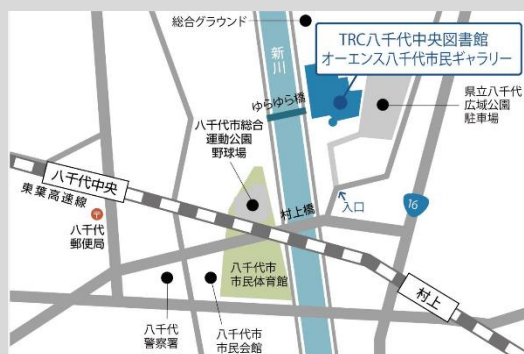 総合グラウンド
新川
TRC八千代中央図書館
オーエンス八千代市民ギャラリー
ゆらゆら橋
県立八千代
広域公園
駐車場
八千代市総合
運動公園
野球場
八千代中央
東葉高速線
八千代
郵便局
村上橋
入口
16
八千代市
市民体育館
村上
八千代
警察署
八千代市
市民会館